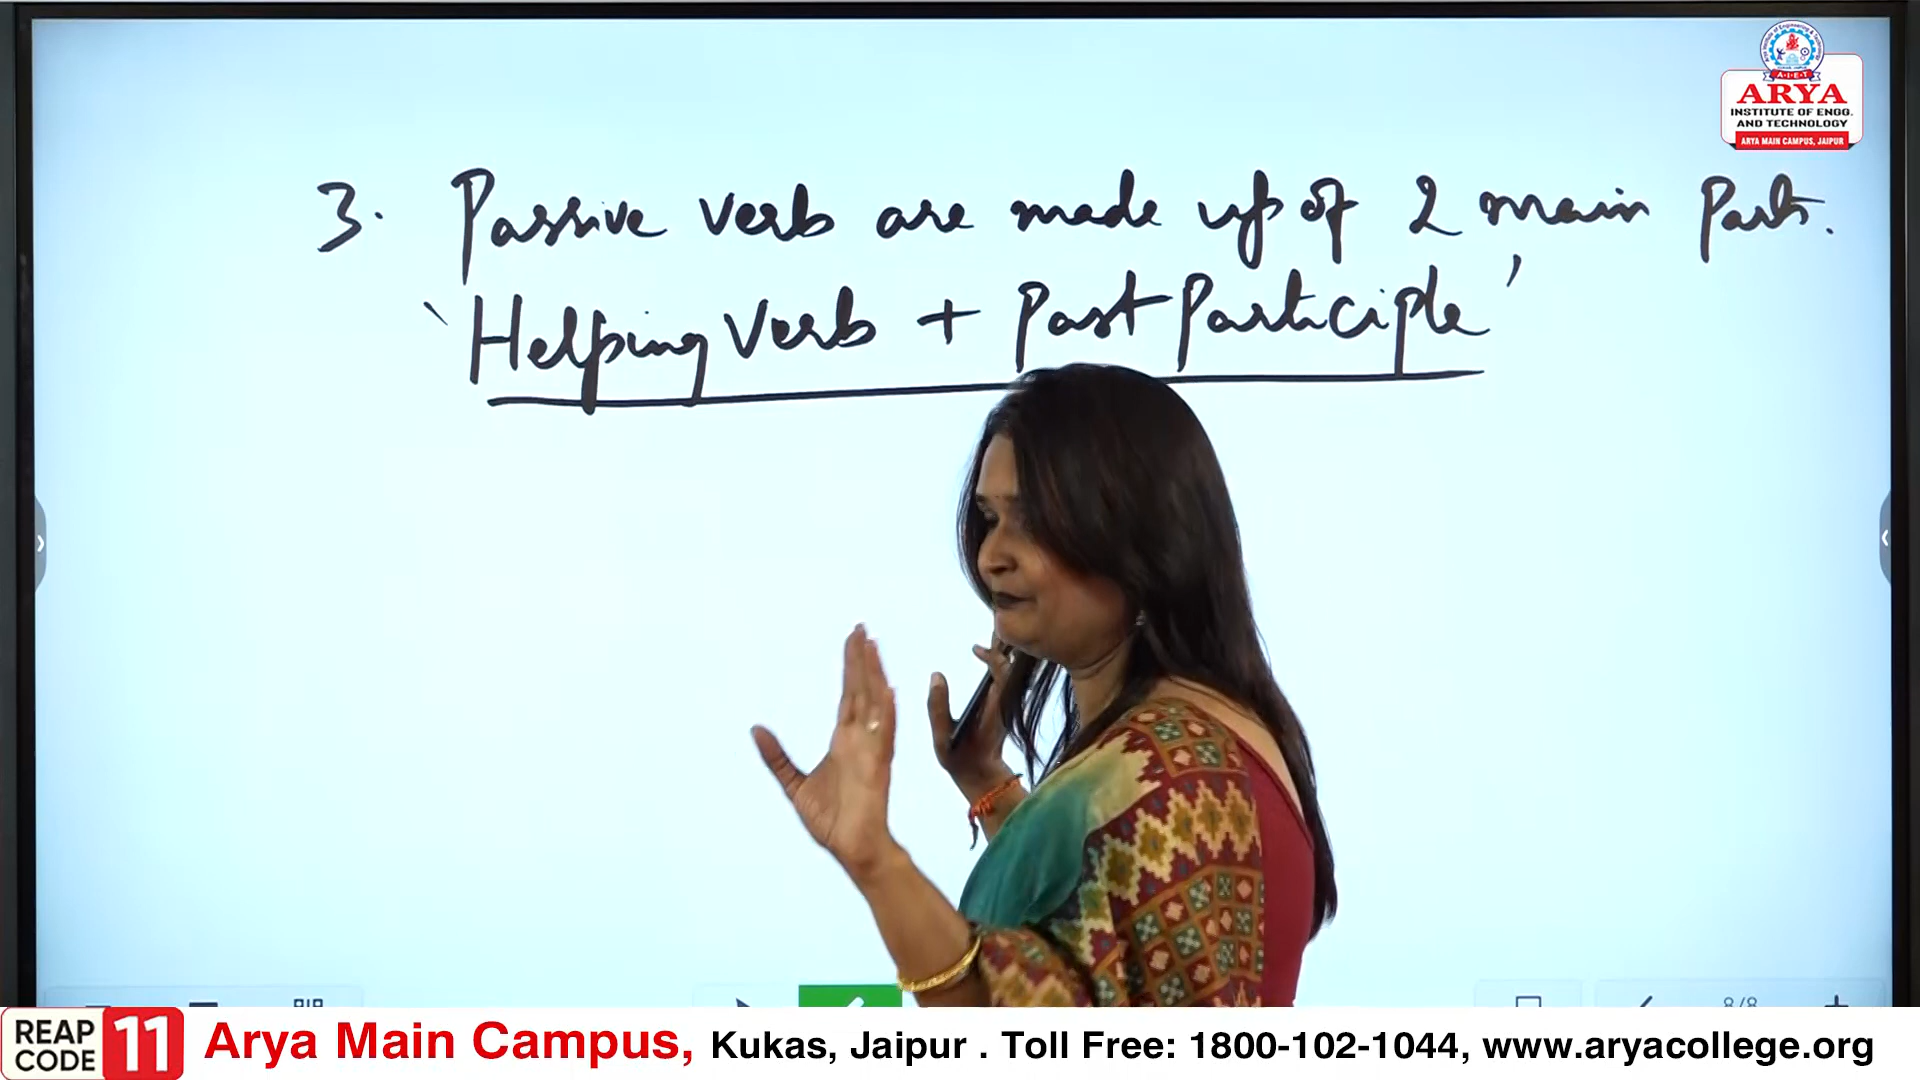 ARYA
INSTITUTE OF ENGG.
AND TECHNOLOGY
ARYA MAIN CAMPUS, JAIPUR
A·I·E·T
3. Passive verb are made up of 2 main Parts.
'Helping Verb + Past Participle'
8/8
REAP CODE 11
Arya Main Campus, Kukas, Jaipur . Toll Free: 1800-102-1044, www.aryacollege.org